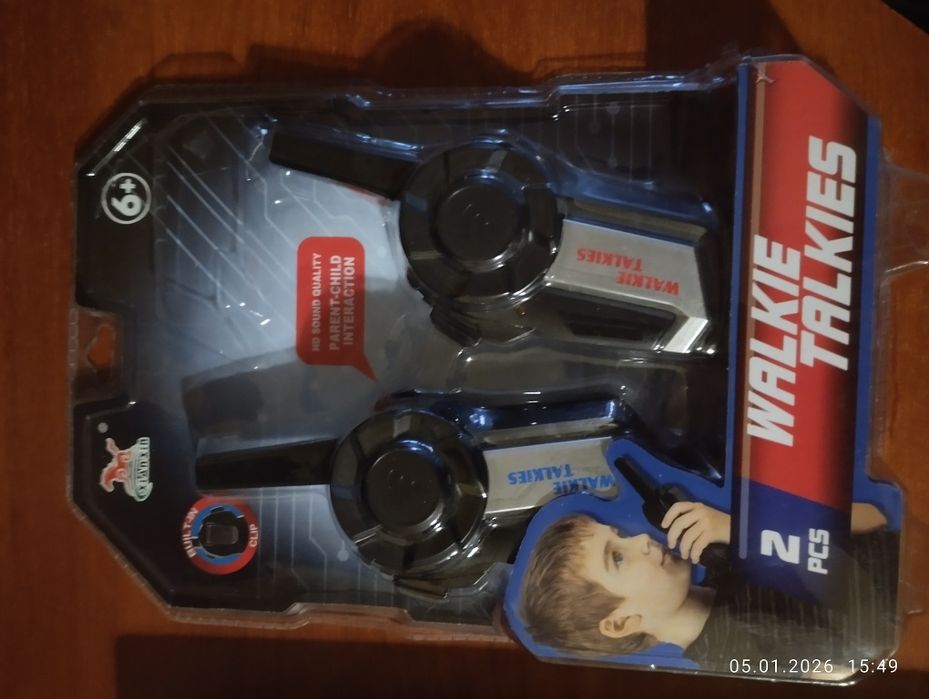 6+
HD SOUND QUALITY
PARENT-CHILD
INTERACTION
WALKIE
TALKIES
WALKIE
TALKIES
BUILT-IN
CLIP
WALKIE
TALKIES
2
PCS
05.01.2026 15:49